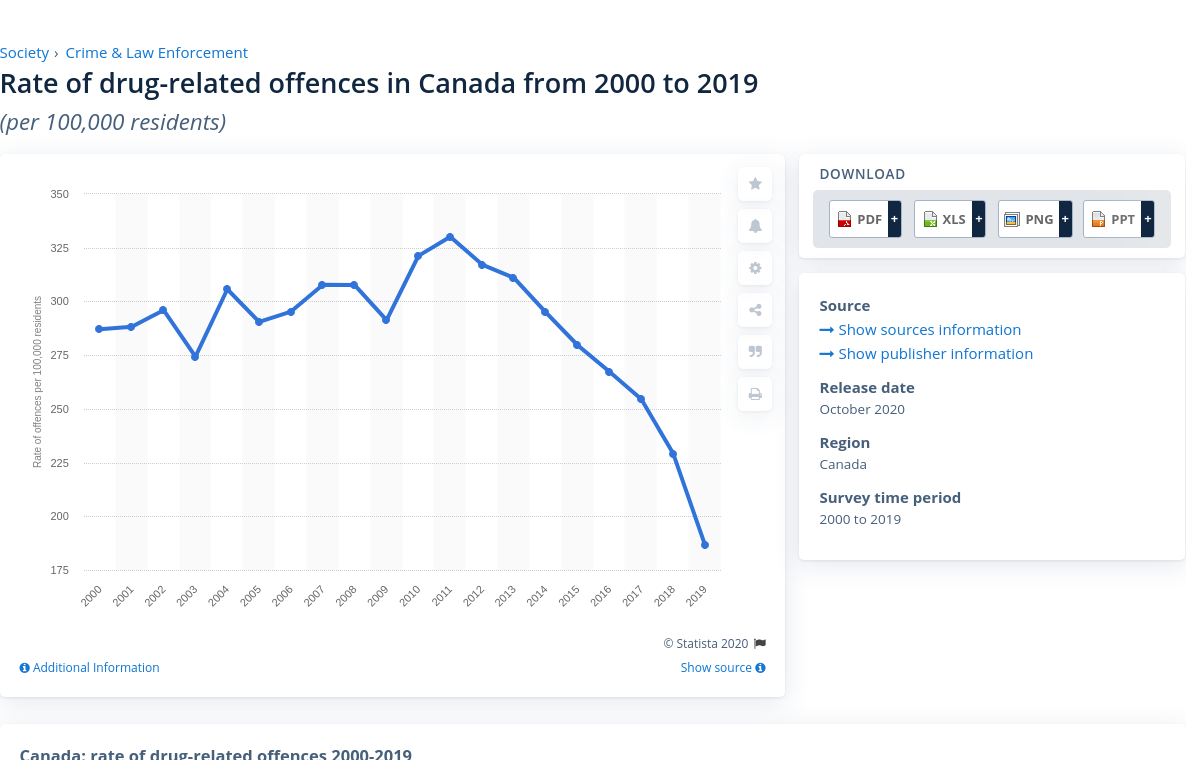 Society › Crime & Law Enforcement
Rate of drug-related offences in Canada from 2000 to 2019
(per 100,000 residents)
350
325
300
275
250
225
200
175
Rate of offences per 100,000 residents
2000 2001 2002 2003 2004 2005 2006 2007 2008 2009 2010 2011 2012 2013 2014 2015 2016 2017 2018 2019
© Statista 2020
Additional Information
Show source
DOWNLOAD
PDF + XLS + PNG + PPT +
Source
Show sources information
Show publisher information
Release date
October 2020
Region
Canada
Survey time period
2000 to 2019
Canada: rate of drug-related offences 2000-2019